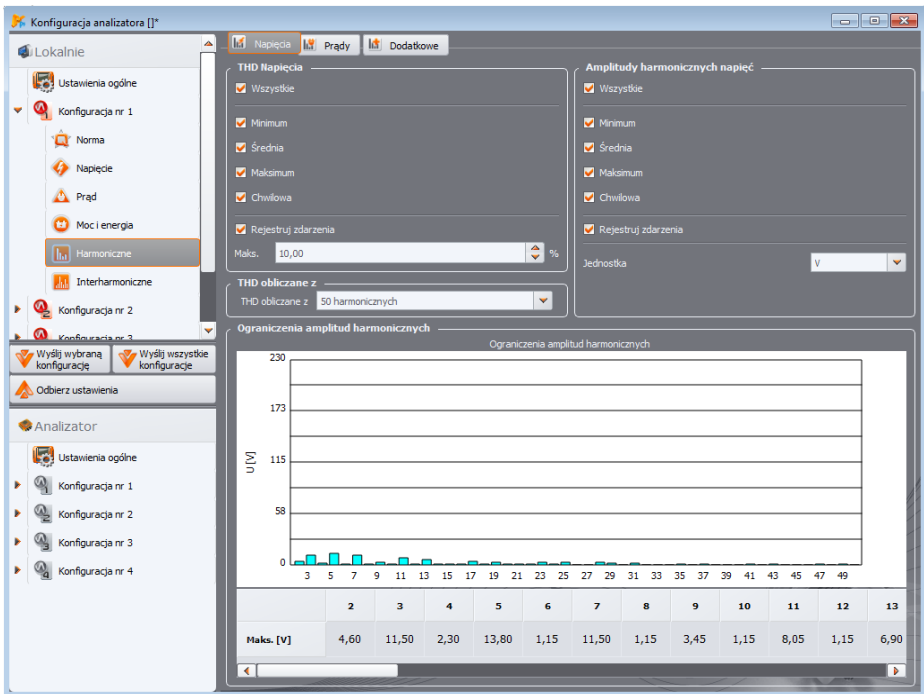 Konfiguracja analizatora []*
Lokalnie
Ustawienia ogólne
Konfiguracja nr 1
Norma
Napięcie
Prąd
Moc i energia
Harmoniczne
Interharmoniczne
Konfiguracja nr 2
Konfiguracja nr 3
Wyślij wybraną konfigurację
Wyślij wszystkie konfiguracje
Odbierz ustawienia
Analizator
Ustawienia ogólne
Konfiguracja nr 1
Konfiguracja nr 2
Konfiguracja nr 3
Konfiguracja nr 4
Napięcia Prądy Dodatkowe
THD Napięcia
Wszystkie
Minimum
Średnia
Maksimum
Chwilowa
Rejestruj zdarzenia
Maks. 10,00 %
THD obliczane z
THD obliczane z 50 harmonicznych
Amplitudy harmonicznych napięć
Wszystkie
Minimum
Średnia
Maksimum
Chwilowa
Rejestruj zdarzenia
Jednostka V
Ograniczenia amplitud harmonicznych
Ograniczenia amplitud harmonicznych
230
173
115
58
0
U [V]
3 5 7 9 11 13 15 17 19 21 23 25 27 29 31 33 35 37 39 41 43 45 47 49
2 3 4 5 6 7 8 9 10 11 12 13
Maks. [V] 4,60 11,50 2,30 13,80 1,15 11,50 1,15 3,45 1,15 8,05 1,15 6,90